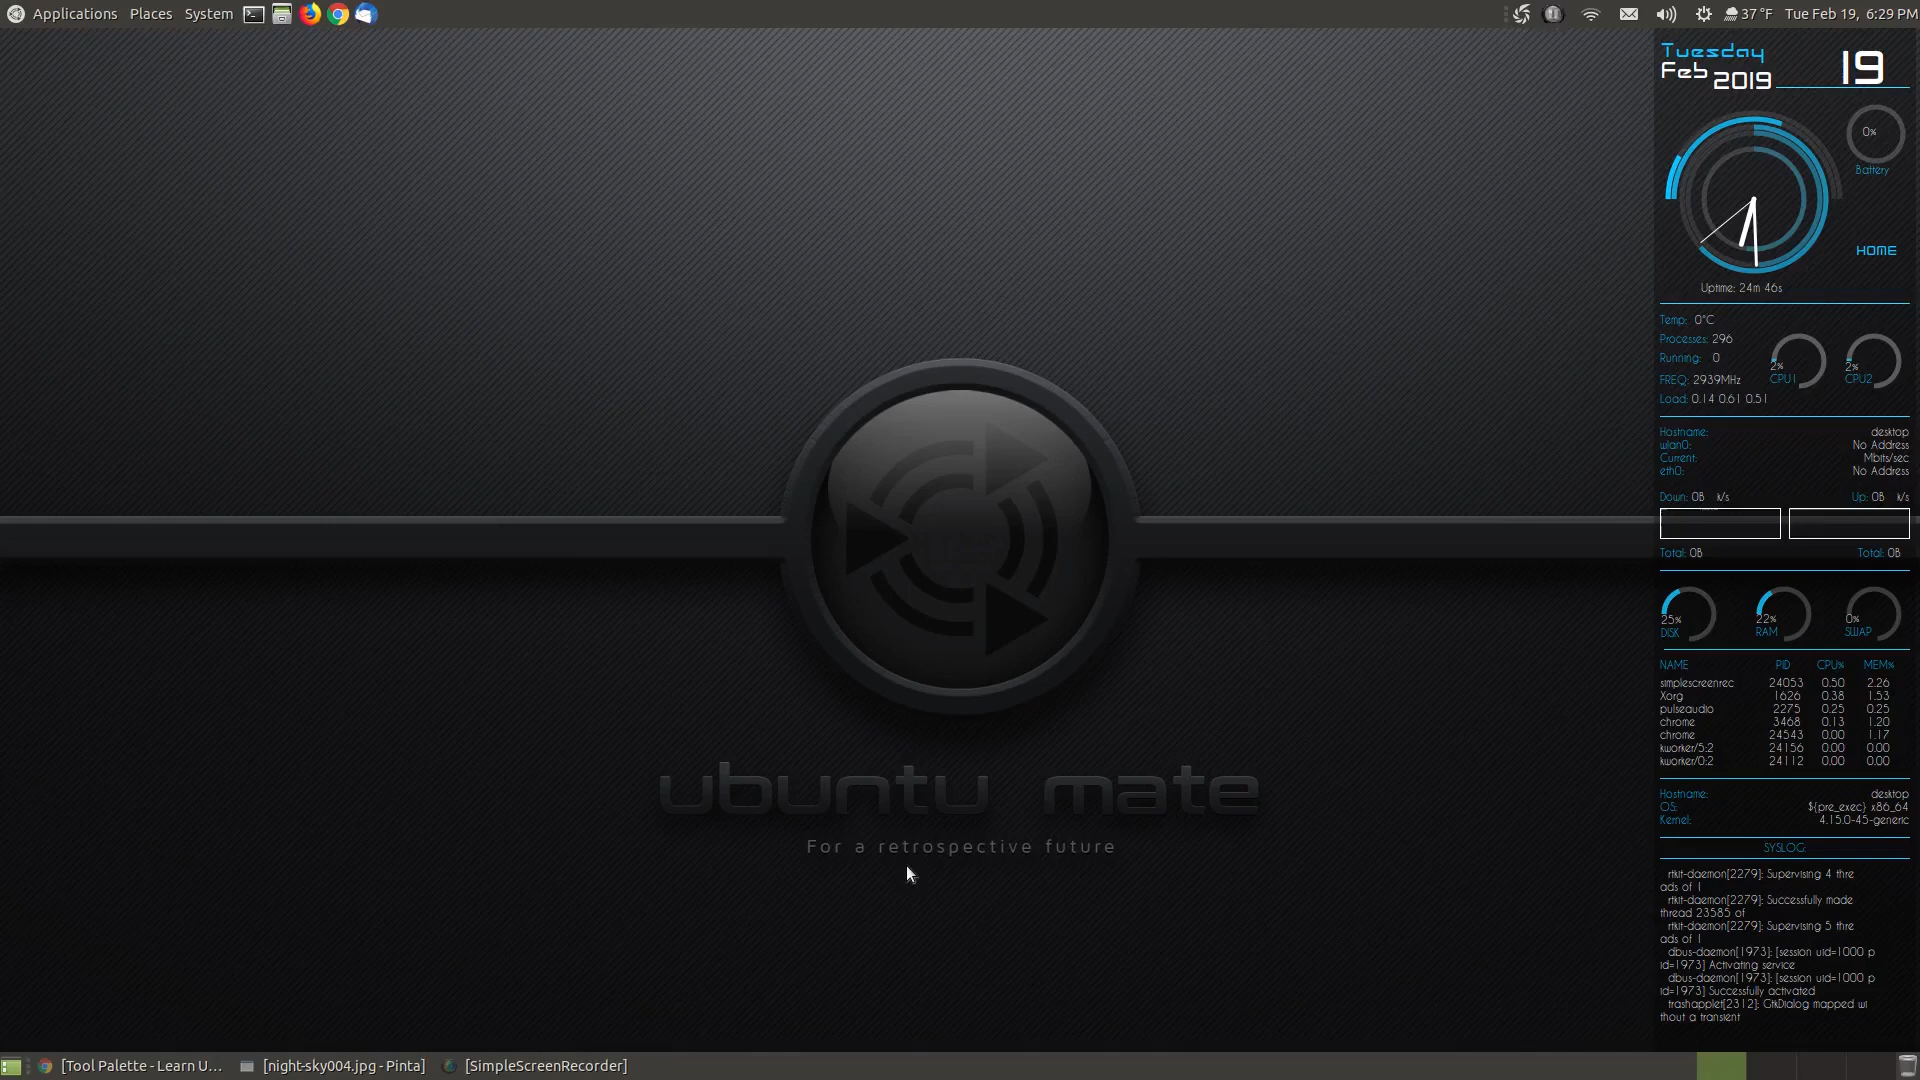 Applications Places System 37 °F Tue Feb 19, 6:29 PM
Tuesday
Feb 2019 19
0%
Battery
HOME
Uptime: 24m 46s
Temp: 0°C
Processes: 296
Running: 0
FREQ: 2939MHz
Load: 0.14 0.61 0.51
2%
CPU1
2%
CPU2
Hostname: desktop
wlan0: No Address
Current: Mbits/sec
eth0: No Address
Down: 0B k/s Up: 0B k/s
Total: 0B Total: 0B
25%
DISK
22%
RAM
0%
SWAP
NAME PID CPU% MEM%
simplescreenrec 24053 0.50 2.26
Xorg 1626 0.38 1.53
pulseaudio 2275 0.25 0.25
chrome 3468 0.13 1.20
chrome 24543 0.00 1.17
kworker/5:2 24156 0.00 0.00
kworker/0:2 24112 0.00 0.00
Hostname: desktop
OS: ${pre_exec} x86_64
Kernel: 4.15.0-45-generic
SYSLOG:
rtkit-daemon[2279]: Supervising 4 thre
ads of 1
rtkit-daemon[2279]: Successfully made
thread 23585 of
rtkit-daemon[2279]: Supervising 5 thre
ads of 1
dbus-daemon[1973]: [session uid=1000 p
id=1973] Activating service
dbus-daemon[1973]: [session uid=1000 p
id=1973] Successfully activated
trashapplet[2312]: GtkDialog mapped wi
thout a transient
ubuntu mate
For a retrospective future
[Tool Palette - Learn U... [night-sky004.jpg - Pinta] [SimpleScreenRecorder]